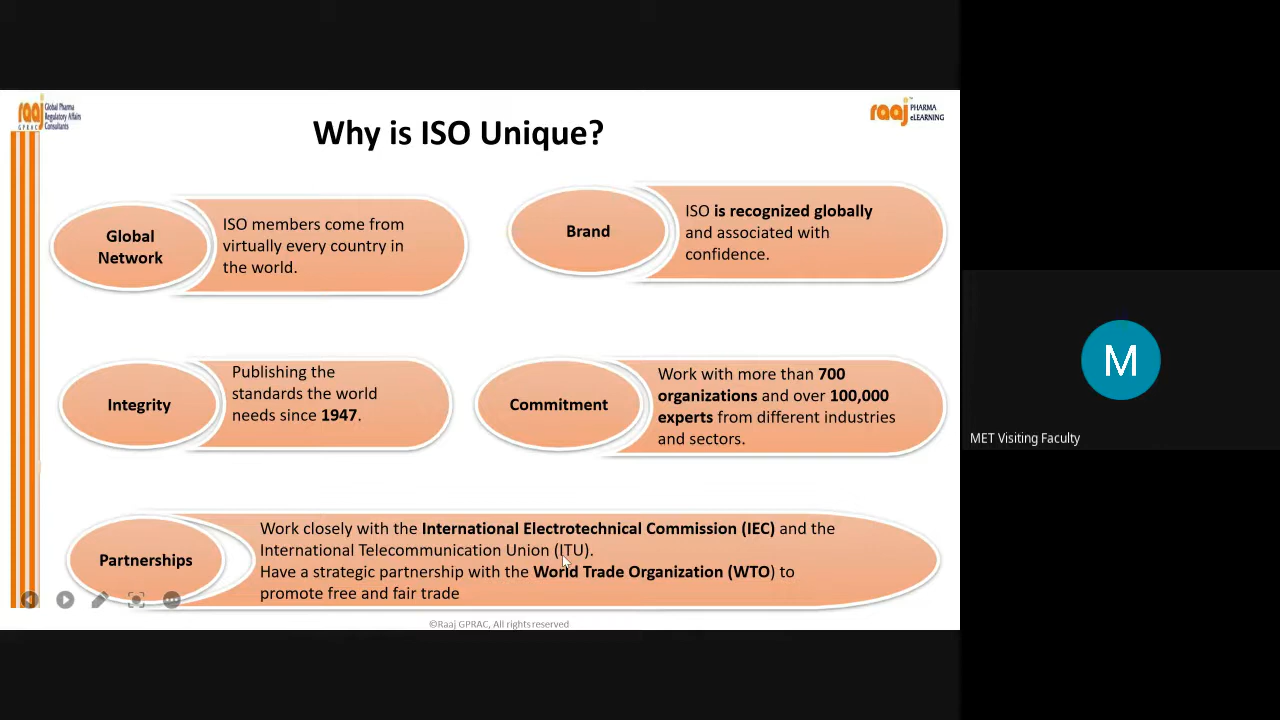 raaj
GPRAC
Global Pharma
Regulatory Affairs
Consultants
Why is ISO Unique?
raaj
PHARMA
eLEARNING
Global
Network
ISO members come from
virtually every country in
the world.
Brand
ISO is recognized globally
and associated with
confidence.
Integrity
Publishing the
standards the world
needs since 1947.
Commitment
Work with more than 700
organizations and over 100,000
experts from different industries
and sectors.
Partnerships
Work closely with the International Electrotechnical Commission (IEC) and the
International Telecommunication Union (ITU).
Have a strategic partnership with the World Trade Organization (WTO) to
promote free and fair trade
©Raaj GPRAC, All rights reserved
M
MET Visiting Faculty